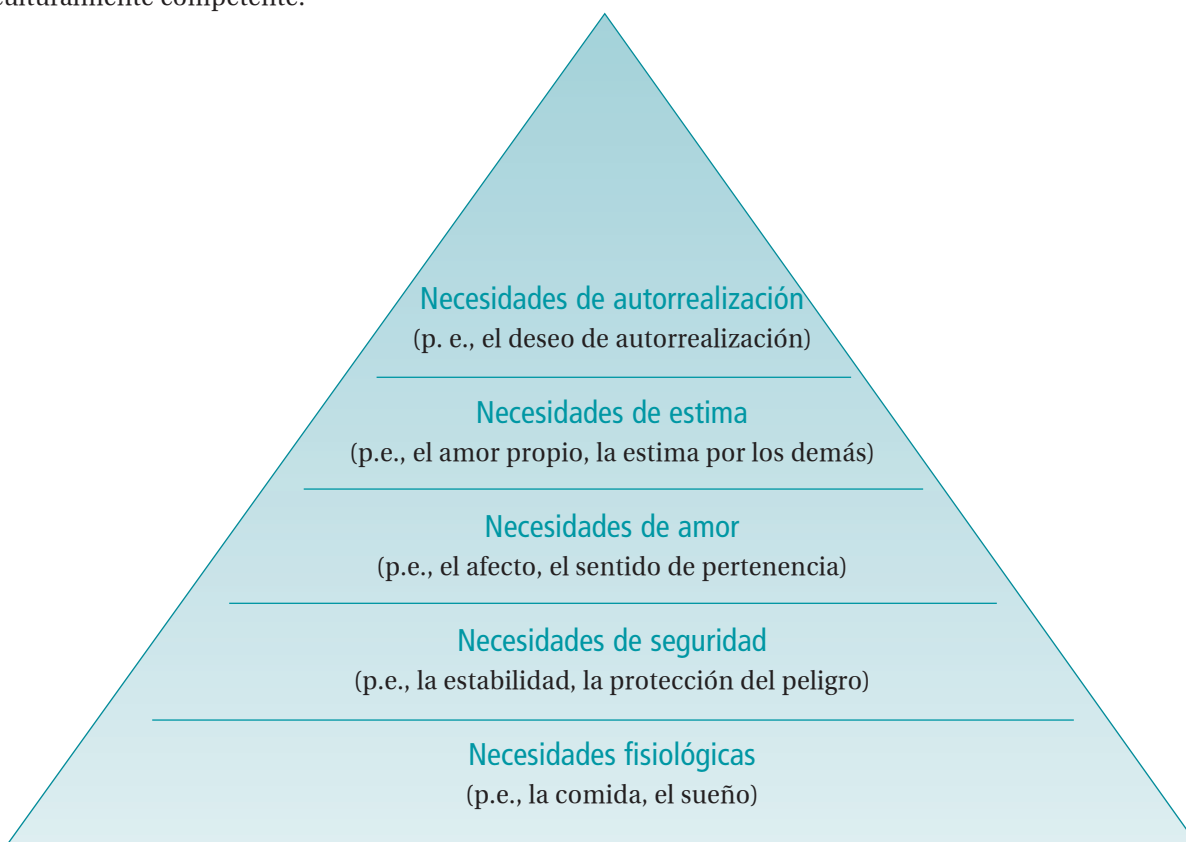 culturalmente competente.
Necesidades de autorrealización
(p. e., el deseo de autorrealización)
Necesidades de estima
(p.e., el amor propio, la estima por los demás)
Necesidades de amor
(p.e., el afecto, el sentido de pertenencia)
Necesidades de seguridad
(p.e., la estabilidad, la protección del peligro)
Necesidades fisiológicas
(p.e., la comida, el sueño)